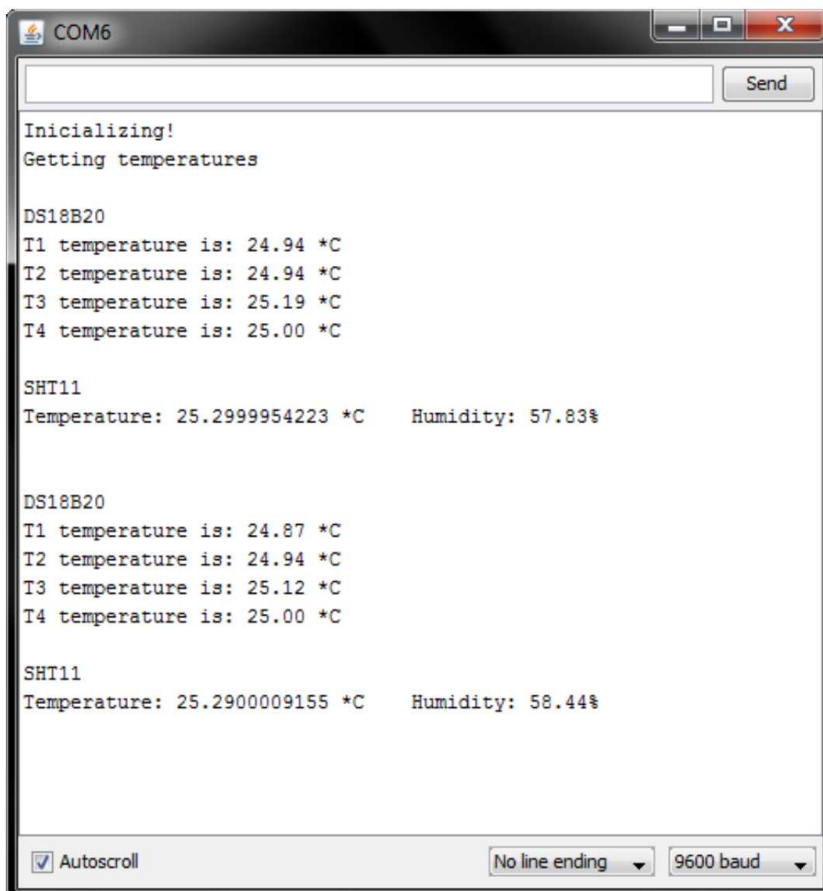 COM6
Send
Inicializing!
Getting temperatures
DS18B20
T1 temperature is: 24.94 *C
T2 temperature is: 24.94 *C
T3 temperature is: 25.19 *C
T4 temperature is: 25.00 *C
SHT11
Temperature: 25.2999954223 *C    Humidity: 57.83%
DS18B20
T1 temperature is: 24.87 *C
T2 temperature is: 24.94 *C
T3 temperature is: 25.12 *C
T4 temperature is: 25.00 *C
SHT11
Temperature: 25.2900009155 *C    Humidity: 58.44%
Autoscroll No line ending 9600 baud